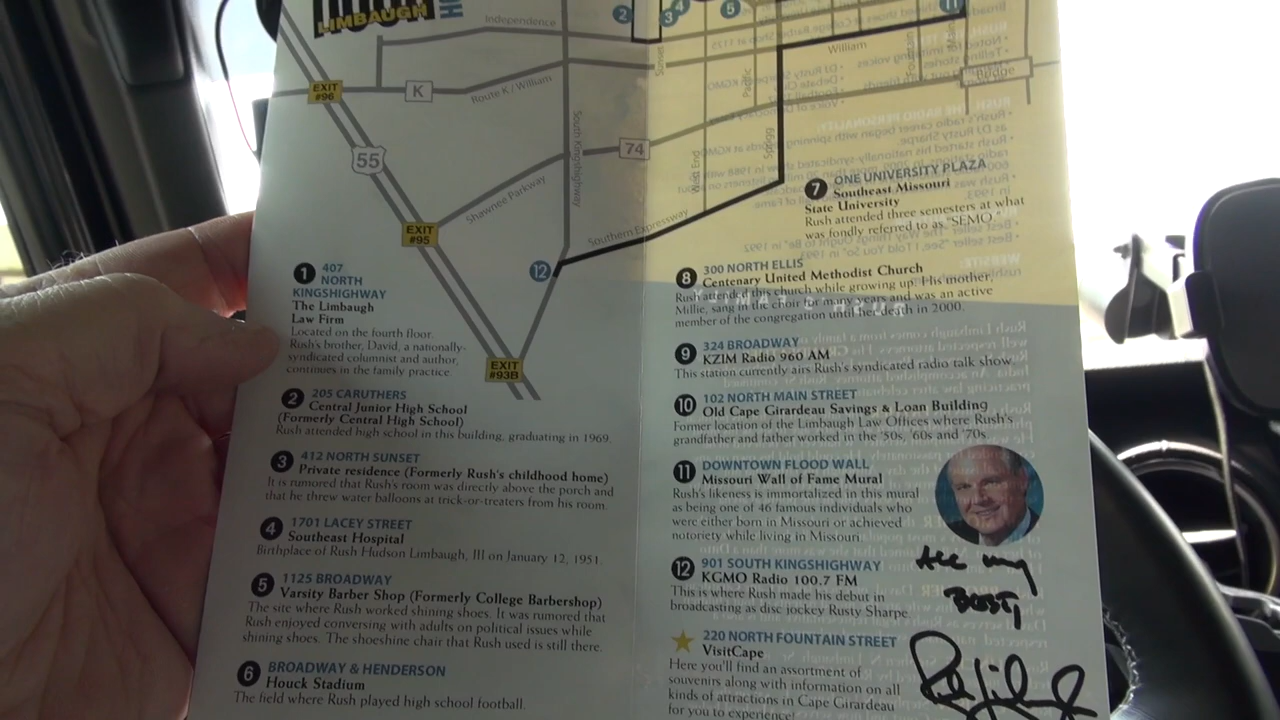 LIMBAUGH
Independence
2
3
4
5
11
William
EXIT
#96
K
Route K / William
Bridge
55
74
South Kingshighway
West End
Sprigg
Pacific
Sunset
Shawnee Parkway
EXIT
#95
Southern Expressway
12
EXIT
#93B
1 407
NORTH
KINGSHIGHWAY
The Limbaugh
Law Firm
Located on the fourth floor.
Rush's brother, David, a nationally-
syndicated columnist and author,
continues in the family practice.
2 205 CARUTHERS
Central Junior High School
(Formerly Central High School)
Rush attended high school in this building, graduating in 1969.
3 412 NORTH SUNSET
Private residence (Formerly Rush's childhood home)
It is rumored that Rush's room was directly above the porch and
that he threw water balloons at trick-or-treaters from his room.
4 1701 LACEY STREET
Southeast Hospital
Birthplace of Rush Hudson Limbaugh, III on January 12, 1951.
5 1125 BROADWAY
Varsity Barber Shop (Formerly College Barbershop)
The site where Rush worked shining shoes. It was rumored that
Rush enjoyed conversing with adults on political issues while
shining shoes. The shoeshine chair that Rush used is still there.
6 BROADWAY & HENDERSON
Houck Stadium
The field where Rush played high school football.
7 ONE UNIVERSITY PLAZA
Southeast Missouri
State University
Rush attended three semesters at what
was fondly referred to as "SEMO".
8 300 NORTH ELLIS
Centenary United Methodist Church
Rush attended this church while growing up. His mother,
Millie, sang in the choir for many years and was an active
member of the congregation until her death in 2000.
9 324 BROADWAY
KZIM Radio 960 AM
This station currently airs Rush's syndicated radio talk show.
10 102 NORTH MAIN STREET
Old Cape Girardeau Savings & Loan Building
Former location of the Limbaugh Law Offices where Rush's
grandfather and father worked in the '50s, '60s and '70s.
11 DOWNTOWN FLOOD WALL
Missouri Wall of Fame Mural
Rush's likeness is immortalized in this mural
as being one of 46 famous individuals who
were either born in Missouri or achieved
notoriety while living in Missouri.
12 901 SOUTH KINGSHIGHWAY
KGMO Radio 100.7 FM
This is where Rush made his debut in
broadcasting as disc jockey Rusty Sharpe.
220 NORTH FOUNTAIN STREET
VisitCape
Here you'll find an assortment of
souvenirs along with information on all
kinds of attractions in Cape Girardeau
for you to experience!
All my
BEST,